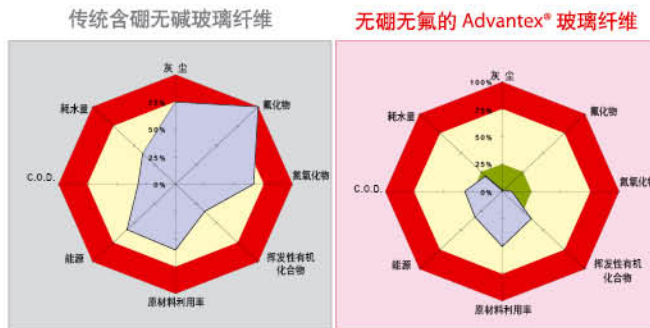 传统含硼无碱玻璃纤维
灰 尘
75%
50%
25%
0%
氟化物
氮氧化物
挥发性有机
化合物
原材料利用率
能源
C.O.D.
耗水量
无硼无氟的 Advantex® 玻璃纤维
灰 尘
100%
75%
50%
25%
0%
氟化物
氮氧化物
挥发性有机
化合物
原材料利用率
能源
C.O.D.
耗水量